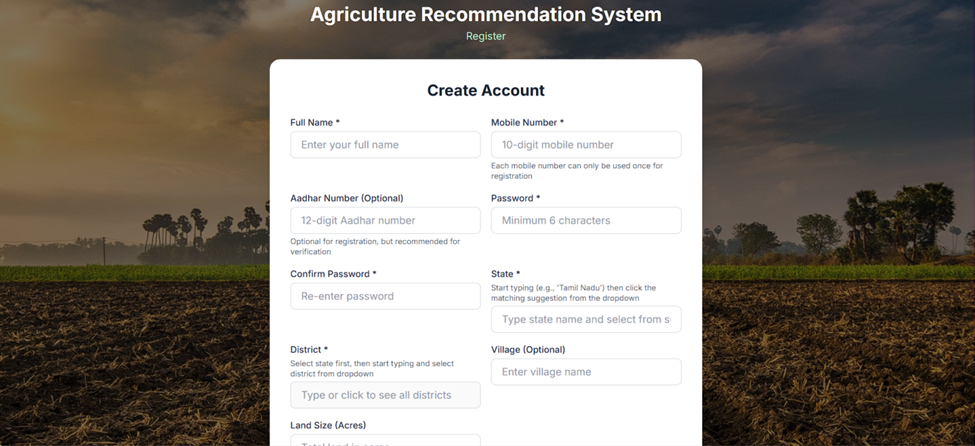 Agriculture Recommendation System
Register
Create Account
Full Name *
Enter your full name
Mobile Number *
10-digit mobile number
Each mobile number can only be used once for
registration
Aadhar Number (Optional)
12-digit Aadhar number
Optional for registration, but recommended for
verification
Password *
Minimum 6 characters
Confirm Password *
Re-enter password
State *
Start typing (e.g., 'Tamil Nadu') then click the
matching suggestion from the dropdown
Type state name and select from s
District *
Select state first, then start typing and select
district from dropdown
Type or click to see all districts
Village (Optional)
Enter village name
Land Size (Acres)
Total land in acres